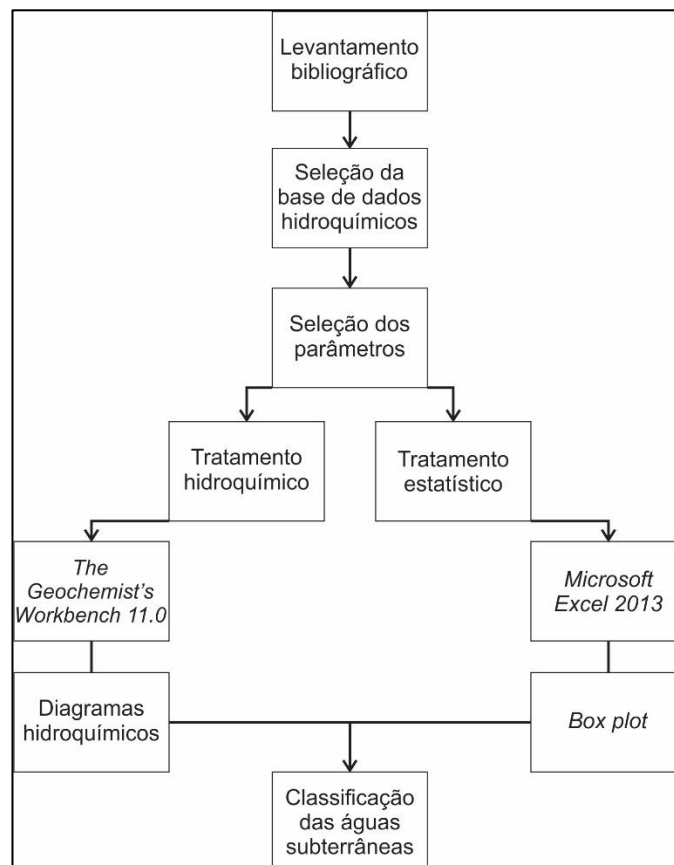 Levantamento
bibliográfico
Seleção da
base de dados
hidroquímicos
Seleção dos
parâmetros
Tratamento
hidroquímico
Tratamento
estatístico
The
Geochemist's
Workbench 11.0
Microsoft
Excel 2013
Diagramas
hidroquímicos
Box plot
Classificação
das águas
subterrâneas